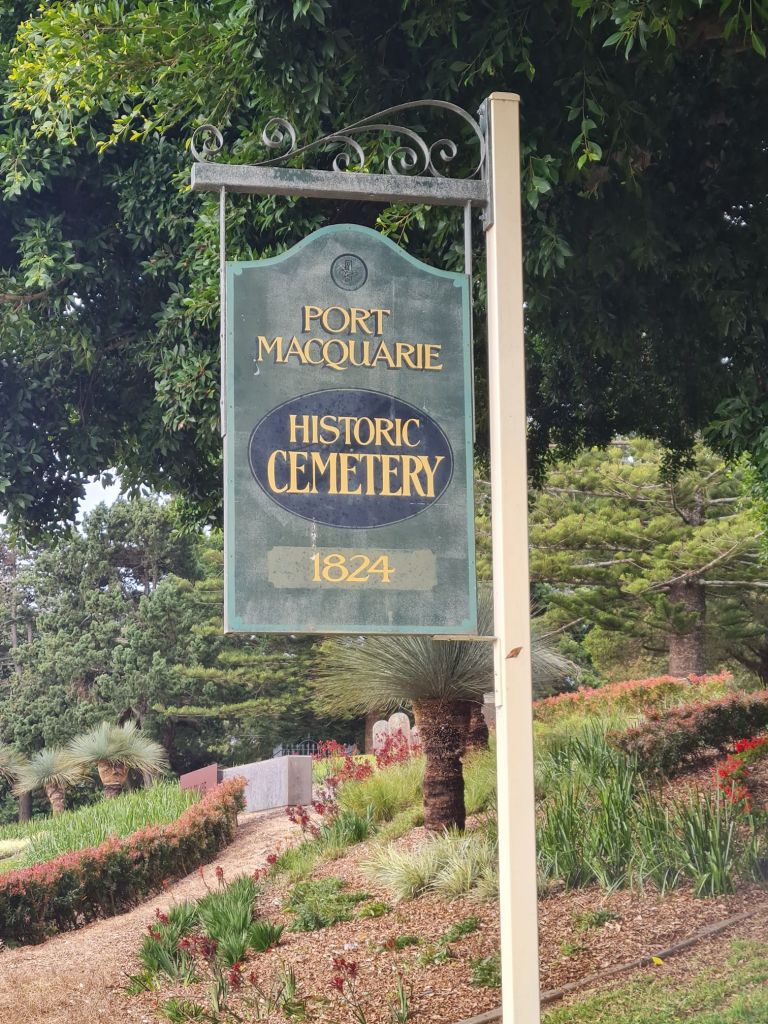 PORT
MACQUARIE
HISTORIC
CEMETERY
1824